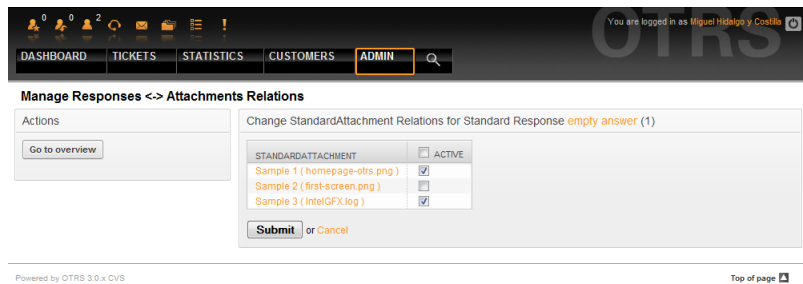 0 0 2
You are logged in as Miguel Hidalgo y Costilla
OTRS
DASHBOARD TICKETS STATISTICS CUSTOMERS ADMIN
Manage Responses <-> Attachments Relations
Actions
Go to overview
Change StandardAttachment Relations for Standard Response empty answer (1)
STANDARDATTACHMENT ACTIVE
Sample 1 ( homepage-otrs.png )
Sample 2 ( first-screen.png )
Sample 3 ( IntelGFX.log )
Submit or Cancel
Powered by OTRS 3.0.x CVS
Top of page